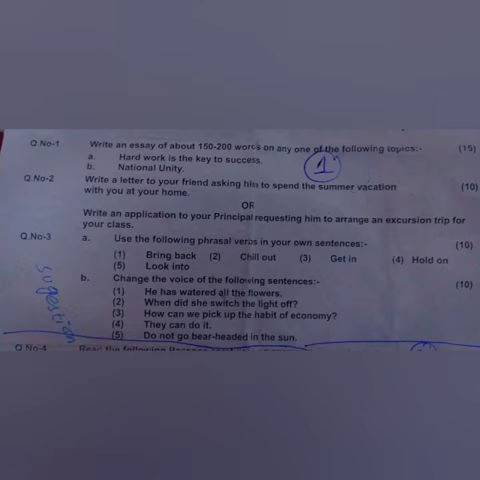 Q.No-1 Write an essay of about 150-200 words on any one of the following topics:- (15)
a. Hard work is the key to success.
b. National Unity.
1
Q.No-2 Write a letter to your friend asking him to spend the summer vacation (10)
with you at your home.
OR
Write an application to your Principal requesting him to arrange an excursion trip for
your class.
Q.No-3 a. Use the following phrasal verbs in your own sentences:- (10)
(1) Bring back (2) Chill out (3) Get in (4) Hold on
(5) Look into
b. Change the voice of the following sentences:- (10)
(1) He has watered all the flowers.
(2) When did she switch the light off?
(3) How can we pick up the habit of economy?
(4) They can do it.
(5) Do not go bear-headed in the sun.
suggestion
Q.No-4 Read the following